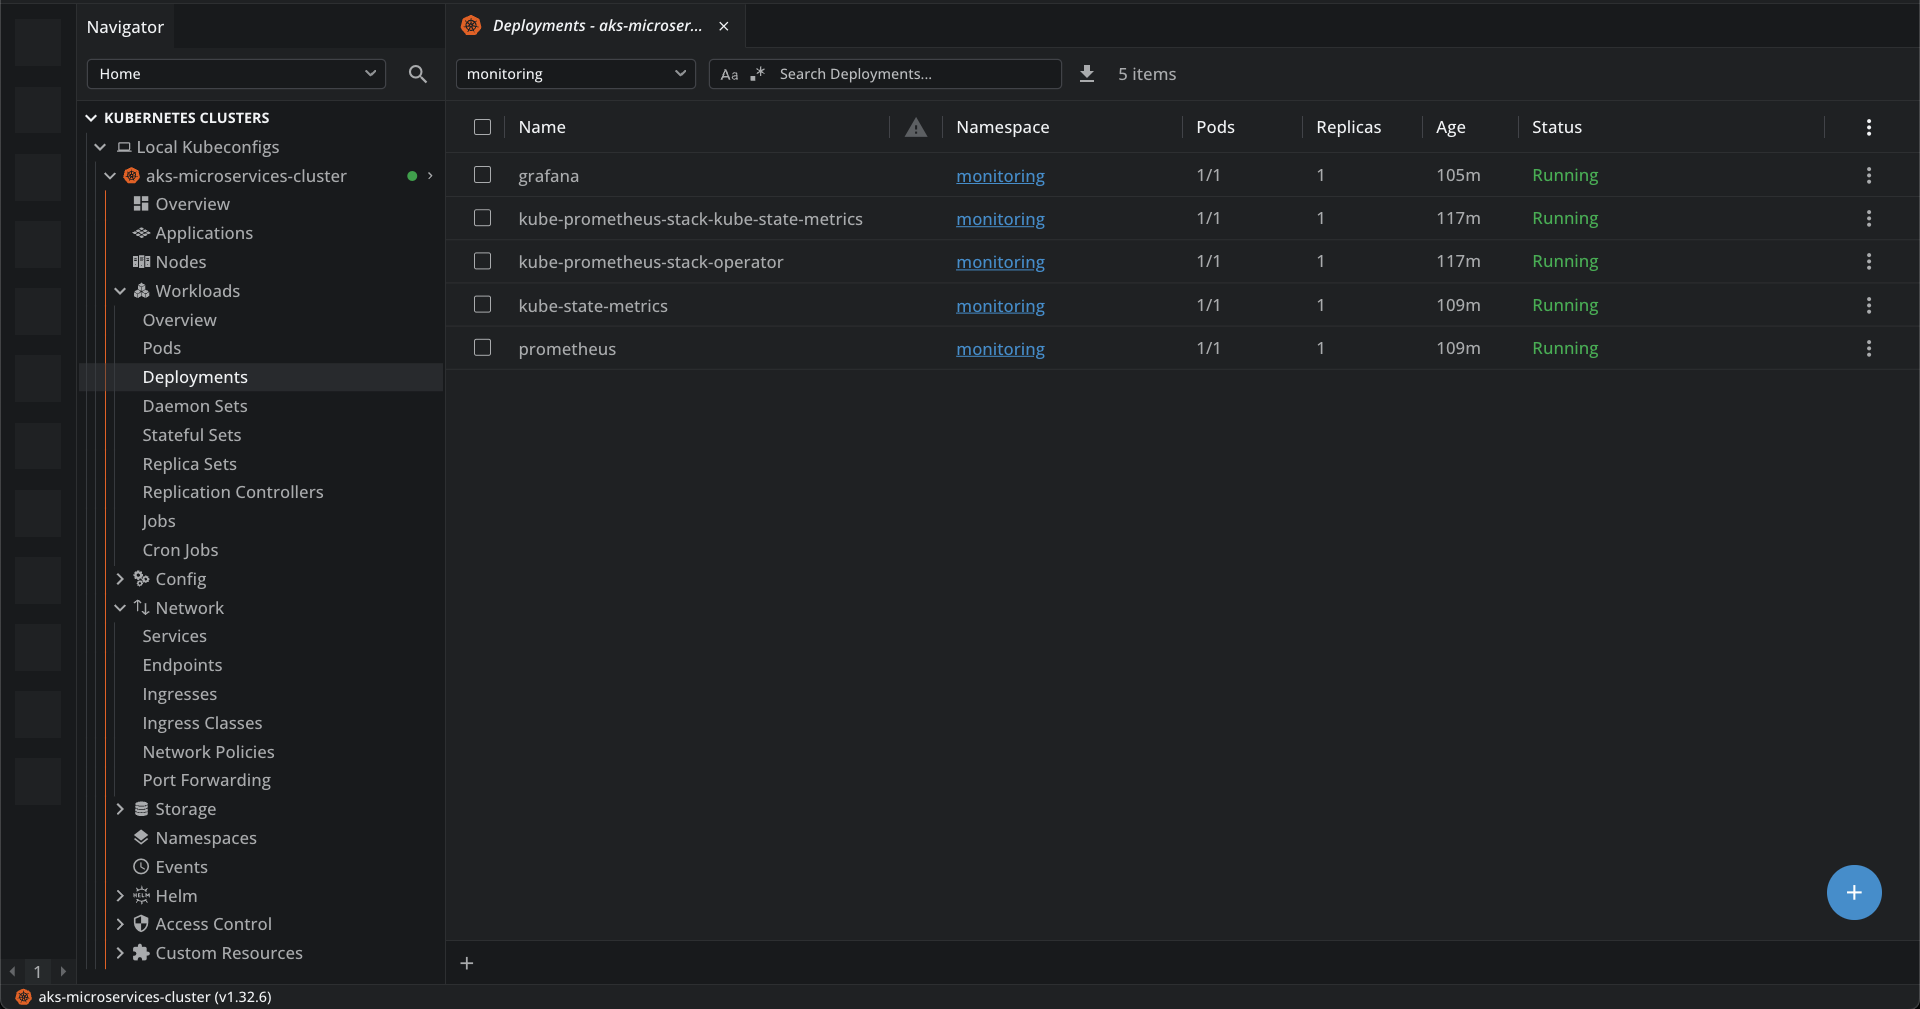 Navigator
Deployments - aks-microser...
Home
monitoring
Aa .* Search Deployments...
5 items
KUBERNETES CLUSTERS
Local Kubeconfigs
aks-microservices-cluster
Overview
Applications
Nodes
Workloads
Overview
Pods
Deployments
Daemon Sets
Stateful Sets
Replica Sets
Replication Controllers
Jobs
Cron Jobs
Config
Network
Services
Endpoints
Ingresses
Ingress Classes
Network Policies
Port Forwarding
Storage
Namespaces
Events
HELM Helm
Access Control
Custom Resources
Name Namespace Pods Replicas Age Status
grafana monitoring 1/1 1 105m Running
kube-prometheus-stack-kube-state-metrics monitoring 1/1 1 117m Running
kube-prometheus-stack-operator monitoring 1/1 1 117m Running
kube-state-metrics monitoring 1/1 1 109m Running
prometheus monitoring 1/1 1 109m Running
1
aks-microservices-cluster (v1.32.6)